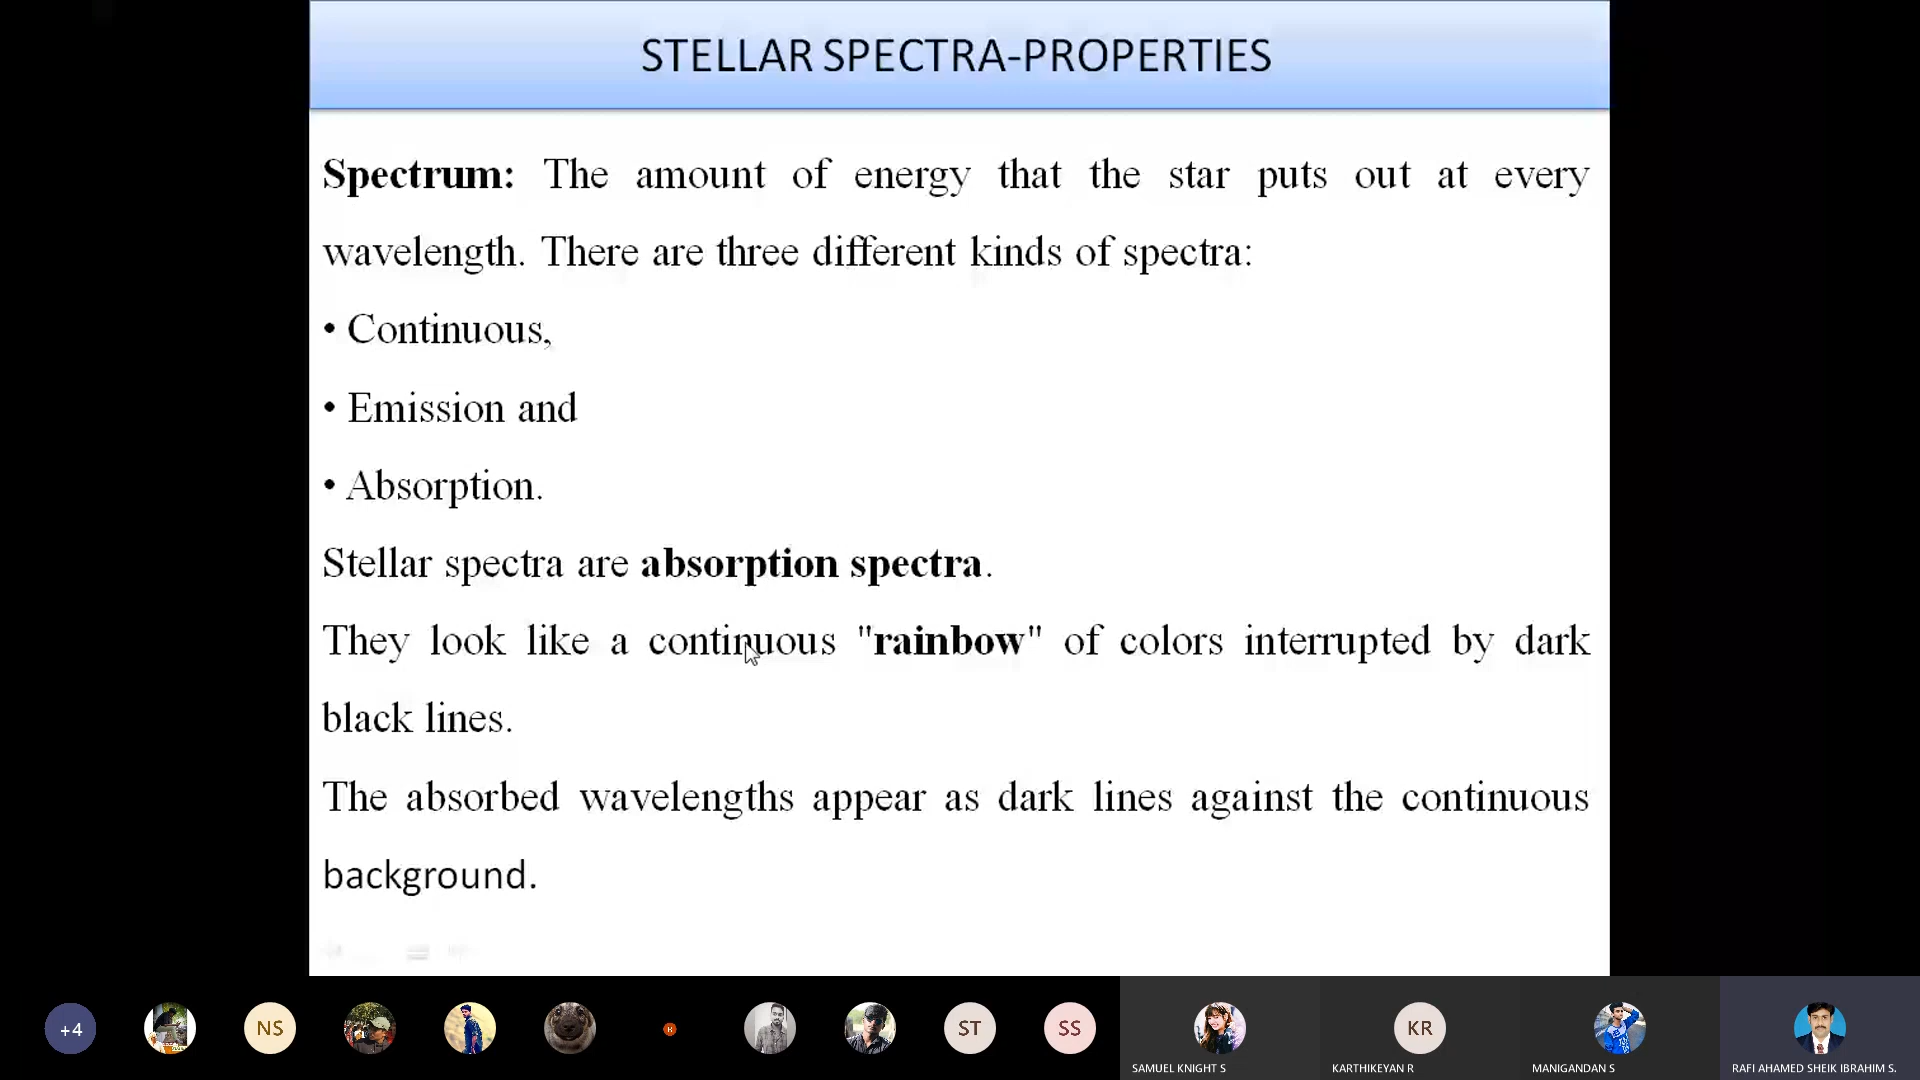 STELLAR SPECTRA-PROPERTIES
Spectrum: The amount of energy that the star puts out at every
wavelength. There are three different kinds of spectra:
• Continuous,
• Emission and
• Absorption.
Stellar spectra are absorption spectra.
They look like a continuous "rainbow" of colors interrupted by dark
black lines.
The absorbed wavelengths appear as dark lines against the continuous
background.
+4
NS
ST
SS
KR
SAMUEL KNIGHT S
KARTHIKEYAN R
MANIGANDAN S
RAFI AHAMED SHEIK IBRAHIM S.